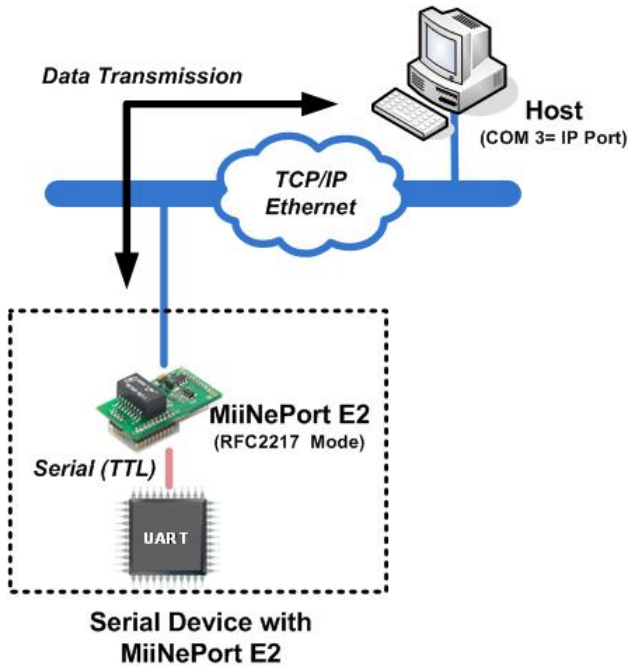 Data Transmission
Host
(COM 3= IP Port)
TCP/IP
Ethernet
MiiNePort E2
(RFC2217 Mode)
Serial (TTL)
UART
Serial Device with
MiiNePort E2